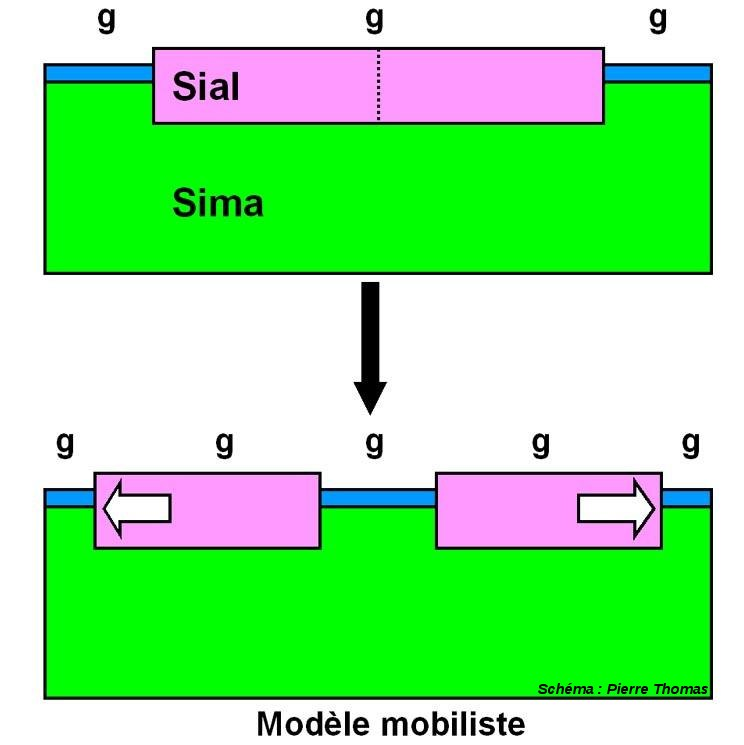 g g g
Sial
Sima
g g g g g
Schéma : Pierre Thomas
Modèle mobiliste